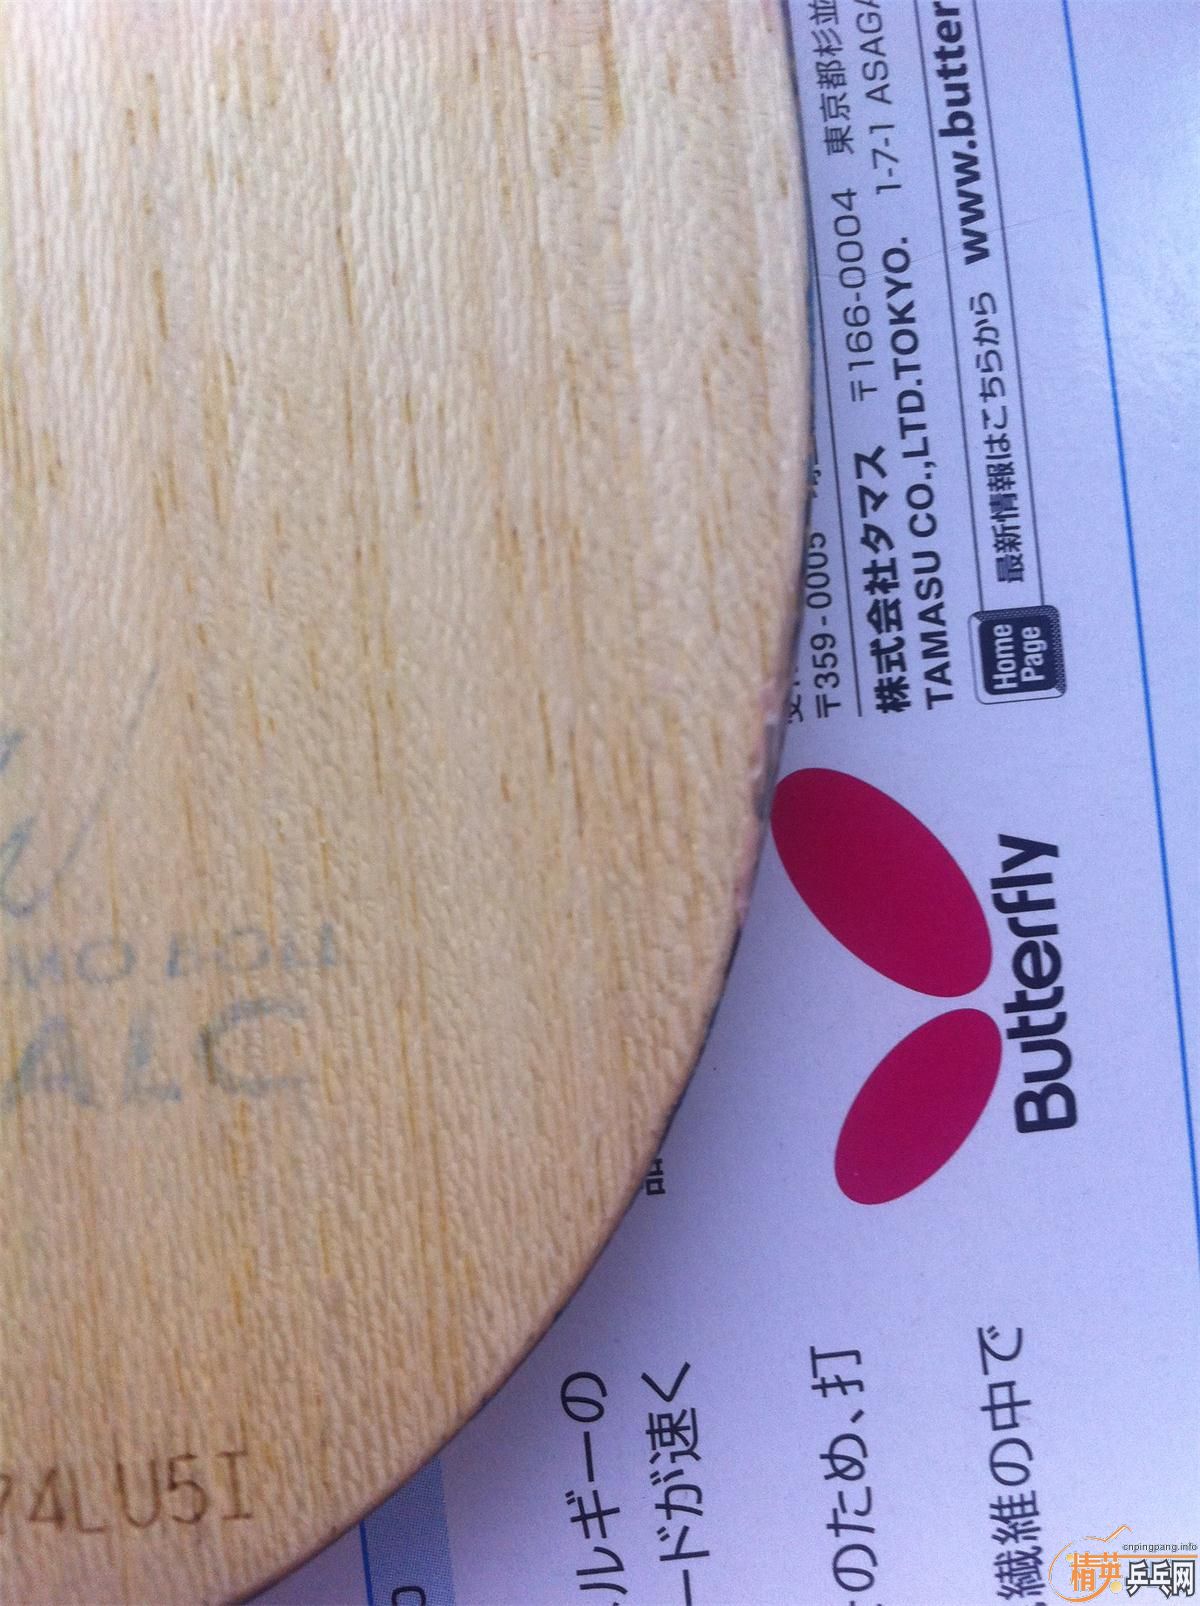 MO BOLL
ALC
74LU5I
〒359-0005
株式会社タマス 〒166-0004 東京都杉並
TAMASU CO.,LTD.TOKYO. 1-7-1 ASAGA
Home
Page
最新情報はこちらから www.butter
Butterfly
ルギーの
ードが速く
のため、打
繊維の中で
cnpingpang.info
精英乒乓网